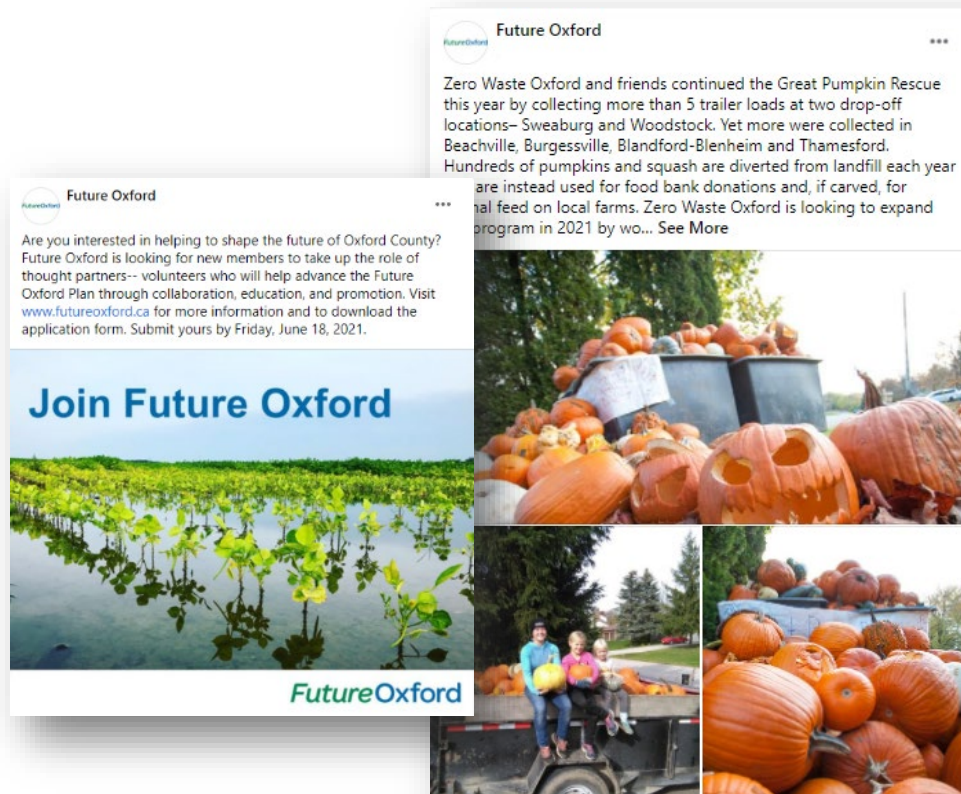 Future Oxford
FutureOxford
Zero Waste Oxford and friends continued the Great Pumpkin Rescue
this year by collecting more than 5 trailer loads at two drop-off
locations– Sweaburg and Woodstock. Yet more were collected in
Beachville, Burgessville, Blandford-Blenheim and Thamesford.
Hundreds of pumpkins and squash are diverted from landfill each year
are instead used for food bank donations and, if carved, for
nal feed on local farms. Zero Waste Oxford is looking to expand
program in 2021 by wo... See More
Future Oxford
FutureOxford
Are you interested in helping to shape the future of Oxford County?
Future Oxford is looking for new members to take up the role of
thought partners-- volunteers who will help advance the Future
Oxford Plan through collaboration, education, and promotion. Visit
www.futureoxford.ca for more information and to download the
application form. Submit yours by Friday, June 18, 2021.
Join Future Oxford
FutureOxford